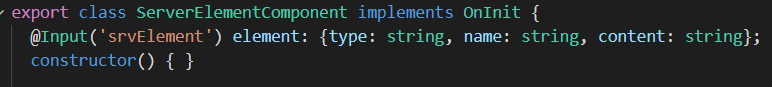 export class ServerElementComponent implements OnInit {
@Input('srvElement') element: {type: string, name: string, content: string};
constructor() { }